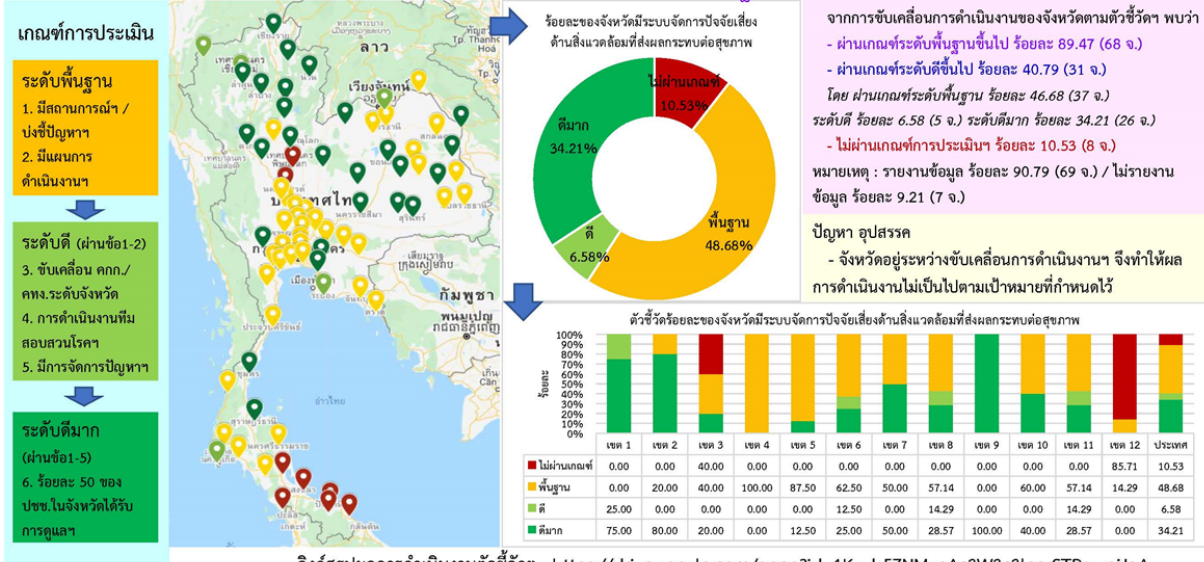 เกณฑ์การประเมิน
ระดับพื้นฐาน
1. มีสถานการณ์ฯ /
บ่งชี้ปัญหาฯ
2. มีแผนการ
ดำเนินงานฯ
ระดับดี (ผ่านข้อ1-2)
3. ขับเคลื่อน คกก./
คทง.ระดับจังหวัด
4. การดำเนินงานทีม
สอบสวนโรคฯ
5. มีการจัดการปัญหาฯ
ระดับดีมาก
(ผ่านข้อ1-5)
6. ร้อยละ 50 ของ
ปชช.ในจังหวัดได้รับ
การดูแลฯ
ลาว
เวียงจันทน์
กัมพูชา
พนมเปญ
อ่าวไทย
ร้อยละของจังหวัดมีระบบจัดการปัจจัยเสี่ยง
ด้านสิ่งแวดล้อมที่ส่งผลกระทบต่อสุขภาพ
ไม่ผ่านเกณฑ์
10.53%
ดีมาก
34.21%
ดี
6.58%
พื้นฐาน
48.68%
จากการขับเคลื่อนการดำเนินงานของจังหวัดตามตัวชี้วัดฯ พบว่า
- ผ่านเกณฑ์ระดับพื้นฐานขึ้นไป ร้อยละ 89.47 (68 จ.)
- ผ่านเกณฑ์ระดับดีขึ้นไป ร้อยละ 40.79 (31 จ.)
โดย ผ่านเกณฑ์ระดับพื้นฐาน ร้อยละ 46.68 (37 จ.)
ระดับดี ร้อยละ 6.58 (5 จ.) ระดับดีมาก ร้อยละ 34.21 (26 จ.)
- ไม่ผ่านเกณฑ์การประเมินฯ ร้อยละ 10.53 (8 จ.)
หมายเหตุ : รายงานข้อมูล ร้อยละ 90.79 (69 จ.) / ไม่รายงาน
ข้อมูล ร้อยละ 9.21 (7 จ.)
ปัญหา อุปสรรค
- จังหวัดอยู่ระหว่างขับเคลื่อนการดำเนินงานฯ จึงทำให้ผล
การดำเนินงานไม่เป็นไปตามเป้าหมายที่กำหนดไว้
ตัวชี้วัดร้อยละของจังหวัดมีระบบจัดการปัจจัยเสี่ยงด้านสิ่งแวดล้อมที่ส่งผลกระทบต่อสุขภาพ
ร้อยละ
100%
90%
80%
70%
60%
50%
40%
30%
20%
10%
0%
เขต 1 เขต 2 เขต 3 เขต 4 เขต 5 เขต 6 เขต 7 เขต 8 เขต 9 เขต 10 เขต 11 เขต 12 ประเทศ
ไม่ผ่านเกณฑ์ 0.00 0.00 40.00 0.00 0.00 0.00 0.00 0.00 0.00 0.00 0.00 85.71 10.53
พื้นฐาน 0.00 20.00 40.00 100.00 87.50 62.50 50.00 57.14 0.00 60.00 57.14 14.29 48.68
ดี 25.00 0.00 0.00 0.00 0.00 12.50 0.00 14.29 0.00 0.00 14.29 0.00 6.58
ดีมาก 75.00 80.00 20.00 0.00 12.50 25.00 50.00 28.57 100.00 40.00 28.57 0.00 34.21